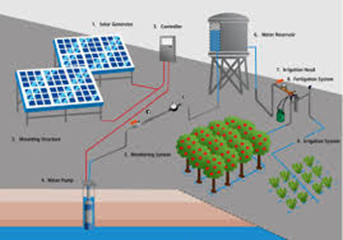 1. Solar Generator
3. Controller
6. Water Reservoir
7. Irrigation Head
8. Fertigation System
2. Mounting Structure
5. Monitoring System
9. Irrigation System
4. Water Pump